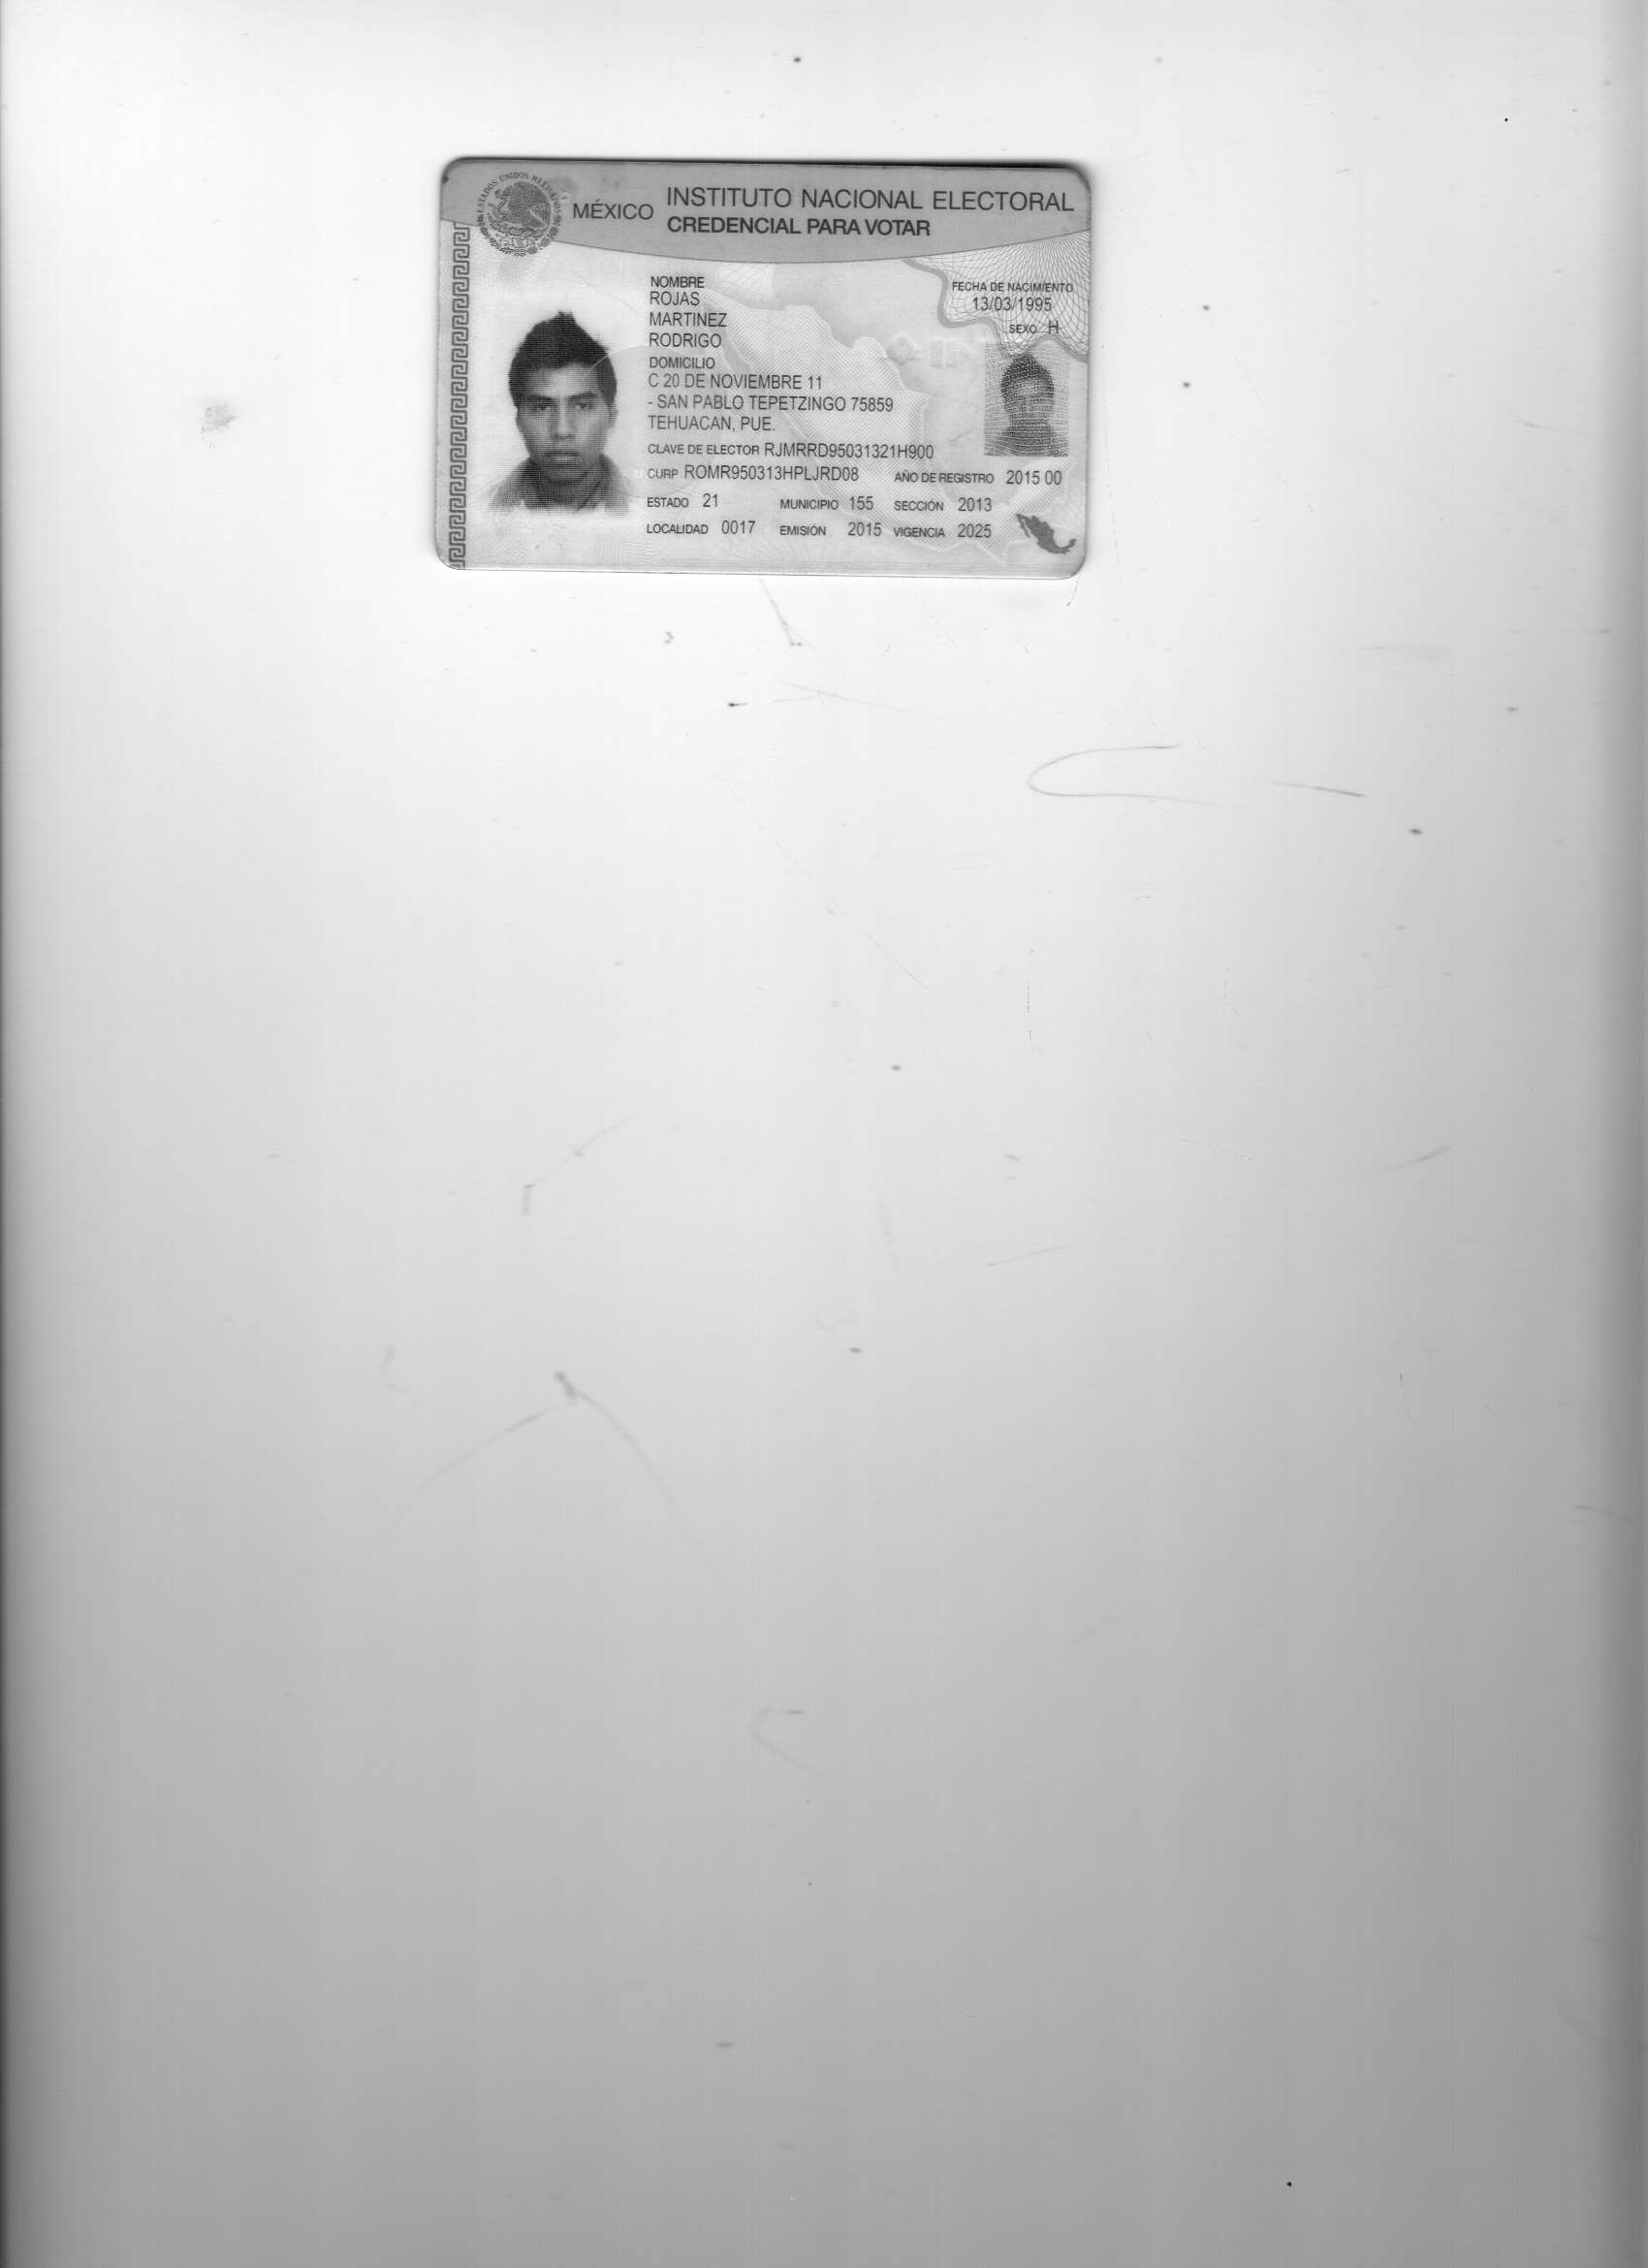 ESTADOS UNIDOS MEXICANOS
MÉXICO INSTITUTO NACIONAL ELECTORAL
CREDENCIAL PARA VOTAR
NOMBRE
ROJAS
MARTINEZ
RODRIGO
FECHA DE NACIMIENTO
13/03/1995
SEXO H
DOMICILIO
C 20 DE NOVIEMBRE 11
- SAN PABLO TEPETZINGO 75859
TEHUACAN, PUE.
CLAVE DE ELECTOR RJMRRD95031321H900
CURP ROMR950313HPLJRD08 AÑO DE REGISTRO 2015 00
ESTADO 21 MUNICIPIO 155 SECCIÓN 2013
LOCALIDAD 0017 EMISIÓN 2015 VIGENCIA 2025